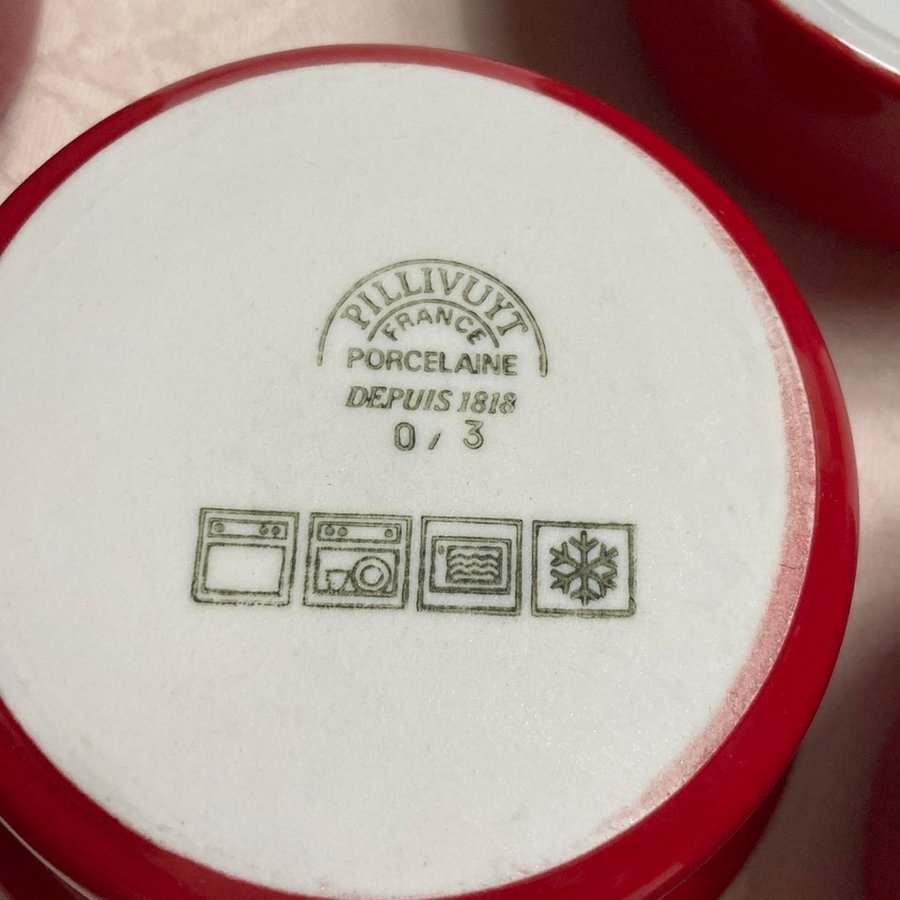 PILLIVUYT
FRANCE
PORCELAINE
DEPUIS 1818
0 / 3